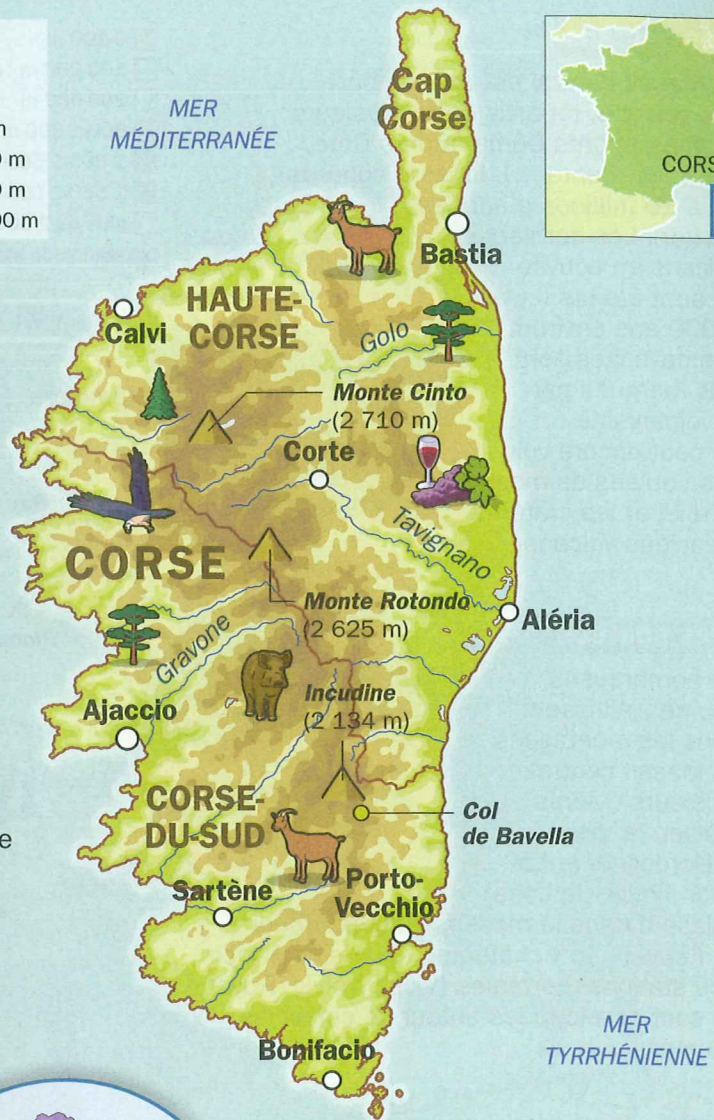 MER
MÉDITERRANÉE
Cap
Corse
Bastia
HAUTE-
CORSE
Calvi
Golo
Monte Cinto
(2 710 m)
Corte
Tavignano
CORSE
Monte Rotondo
(2 625 m)
Aléria
Gravone
Incudine
(2 134 m)
Ajaccio
CORSE-
DU-SUD
Col
de Bavella
Sartène
Porto-
Vecchio
Bonifacio
MER
TYRRHÉNIENNE